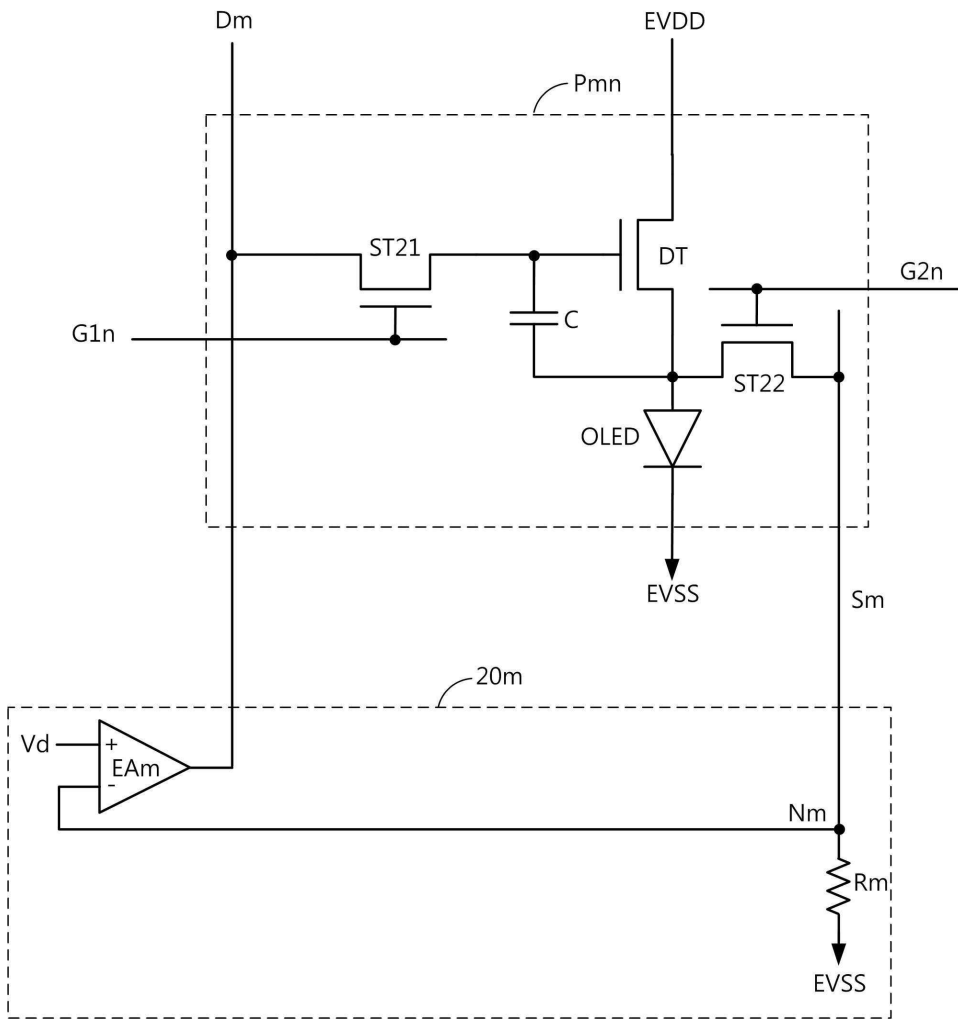 Dm
EVDD
Pmn
ST21
DT
G2n
G1n
C
ST22
OLED
EVSS
Sm
20m
Vd
+
EAm
-
Nm
Rm
EVSS